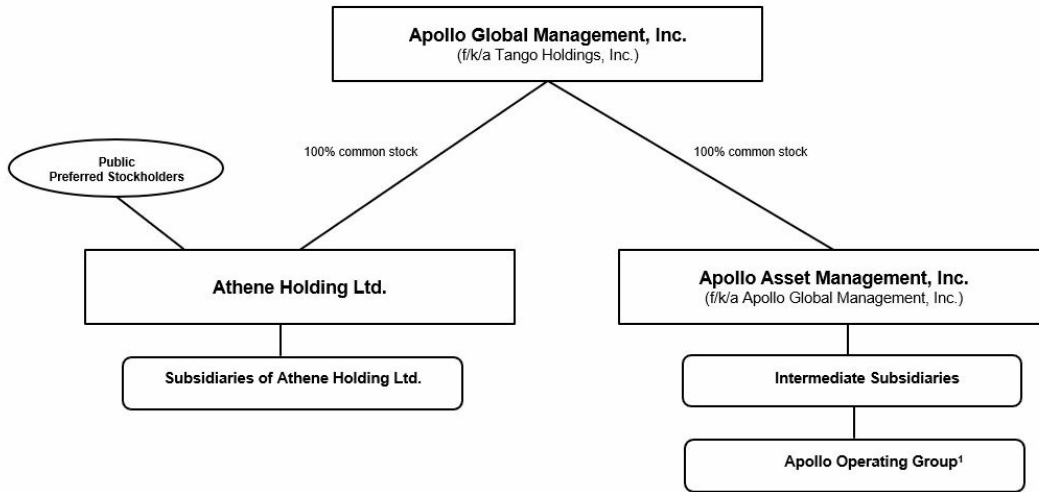 Apollo Global Management, Inc.
(f/k/a Tango Holdings, Inc.)
100% common stock
100% common stock
Public
Preferred Stockholders
Athene Holding Ltd.
Apollo Asset Management, Inc.
(f/k/a Apollo Global Management, Inc.)
Subsidiaries of Athene Holding Ltd.
Intermediate Subsidiaries
Apollo Operating Group¹